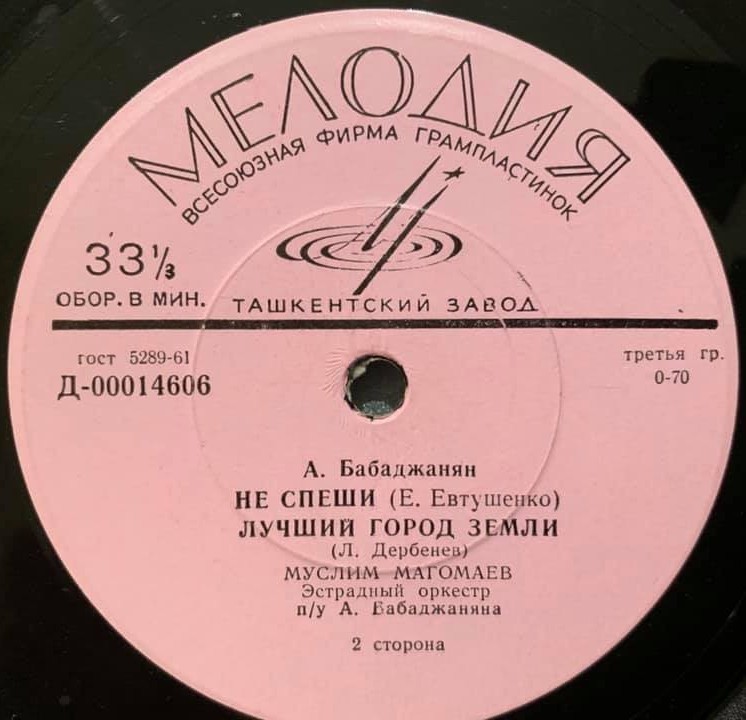 МЕЛОДИЯ
ВСЕСОЮЗНАЯ ФИРМА ГРАМПЛАСТИНОК
33⅓
ОБОР. В МИН.
ТАШКЕНТСКИЙ ЗАВОД
гост 5289-61
Д-00014606
третья гр.
0-70
А. Бабаджанян
НЕ СПЕШИ (Е. Евтушенко)
ЛУЧШИЙ ГОРОД ЗЕМЛИ
(Л. Дербенев)
МУСЛИМ МАГОМАЕВ
Эстрадный оркестр
п/у А. Бабаджаняна
2 сторона